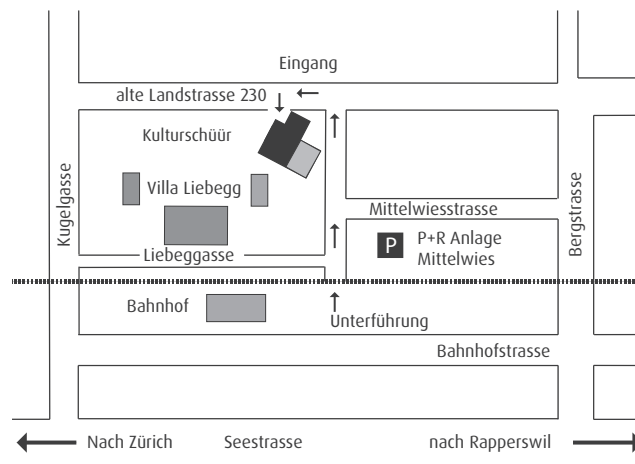 Eingang
alte Landstrasse 230
Kulturschüür
Villa Liebegg
Kugelgasse
Mittelwiesstrasse
Bergstrasse
P
P+R Anlage
Mittelwies
Liebeggasse
Bahnhof
Unterführung
Bahnhofstrasse
Nach Zürich
Seestrasse
nach Rapperswil